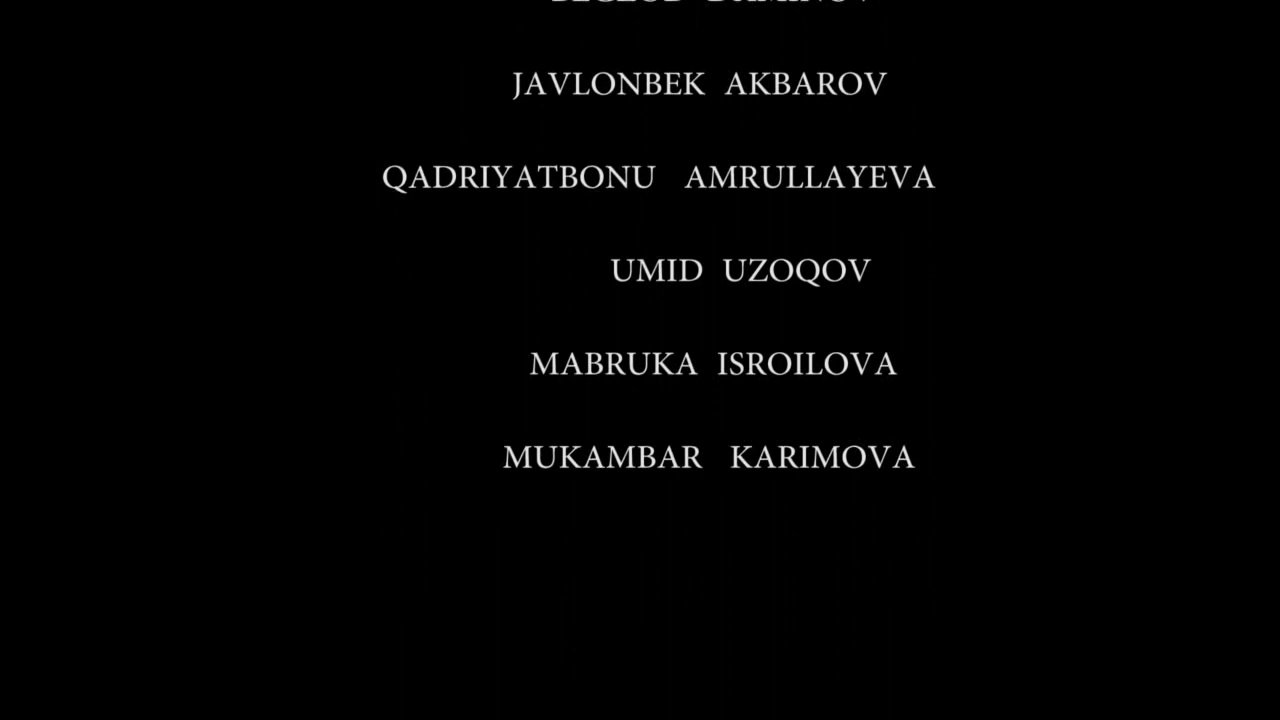 JAVLONBEK AKBAROV
QADRIYATBONU AMRULLAYEVA
UMID UZOQOV
MABRUKA ISROILOVA
MUKAMBAR KARIMOVA